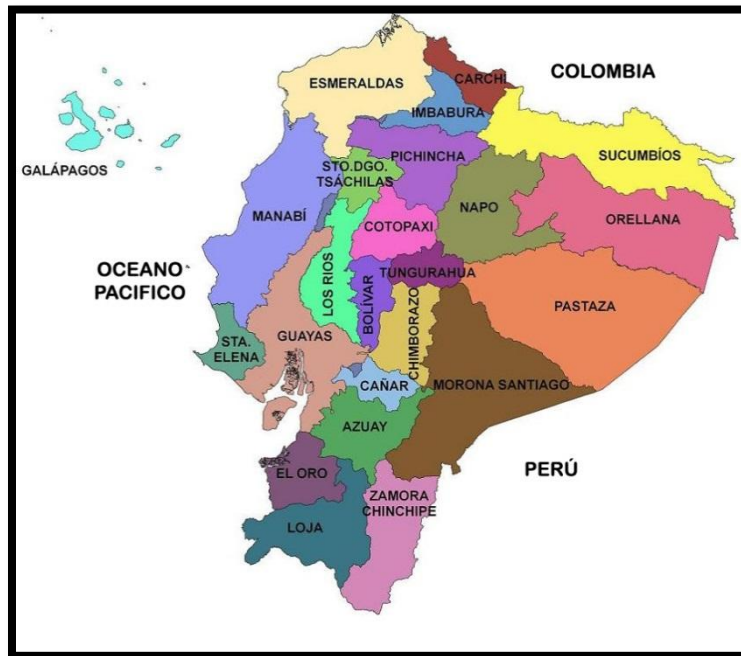 ESMERALDAS
CARCHI
COLOMBIA
IMBABURA
GALÁPAGOS
PICHINCHA
SUCUMBÍOS
STO.DGO.
TSÁCHILAS
MANABÍ
NAPO
ORELLANA
COTOPAXI
OCEANO
PACIFICO
TUNGURAHUA
LOS RIOS
BOLÍVAR
CHIMBORAZO
PASTAZA
STA.
ELENA
GUAYAS
CAÑAR
MORONA SANTIAGO
AZUAY
PERÚ
EL ORO
ZAMORA
CHINCHIPE
LOJA